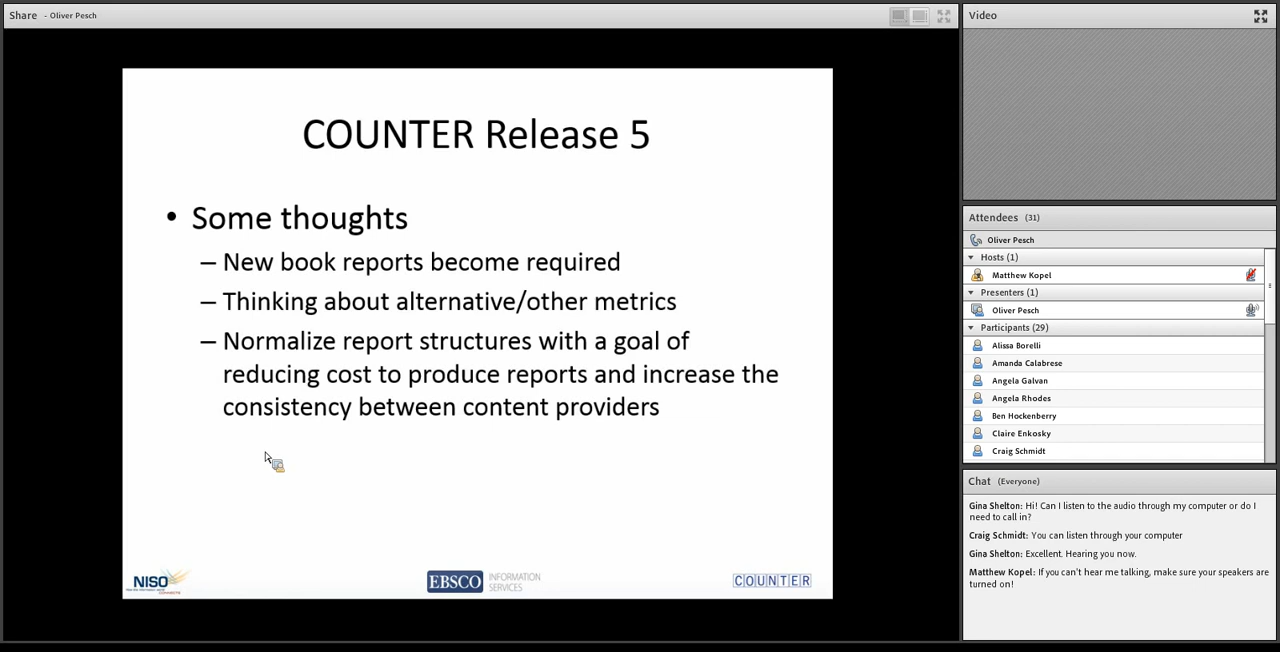 Share - Oliver Pesch
COUNTER Release 5
• Some thoughts
– New book reports become required
– Thinking about alternative/other metrics
– Normalize report structures with a goal of
reducing cost to produce reports and increase the
consistency between content providers
NISO
EBSCO INFORMATION
SERVICES
COUNTER
Video
Attendees (31)
Oliver Pesch
Hosts (1)
Matthew Kopel
Presenters (1)
Oliver Pesch
Participants (29)
Alissa Borelli
Amanda Calabrese
Angela Galvan
Angela Rhodes
Ben Hockenberry
Claire Enkosky
Craig Schmidt
Chat (Everyone)
Gina Shelton: Hi! Can I listen to the audio through my computer or do I
need to call in?
Craig Schmidt: You can listen through your computer
Gina Shelton: Excellent. Hearing you now.
Matthew Kopel: If you can't hear me talking, make sure your speakers are
turned on!